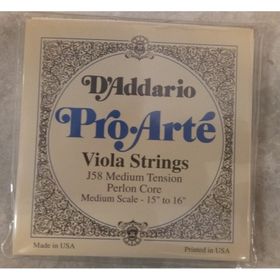 D'Addario
Pro·Arté
Viola Strings
J58 Medium Tension
Perlon Core
Medium Scale - 15" to 16"
Made in USA
Printed in USA